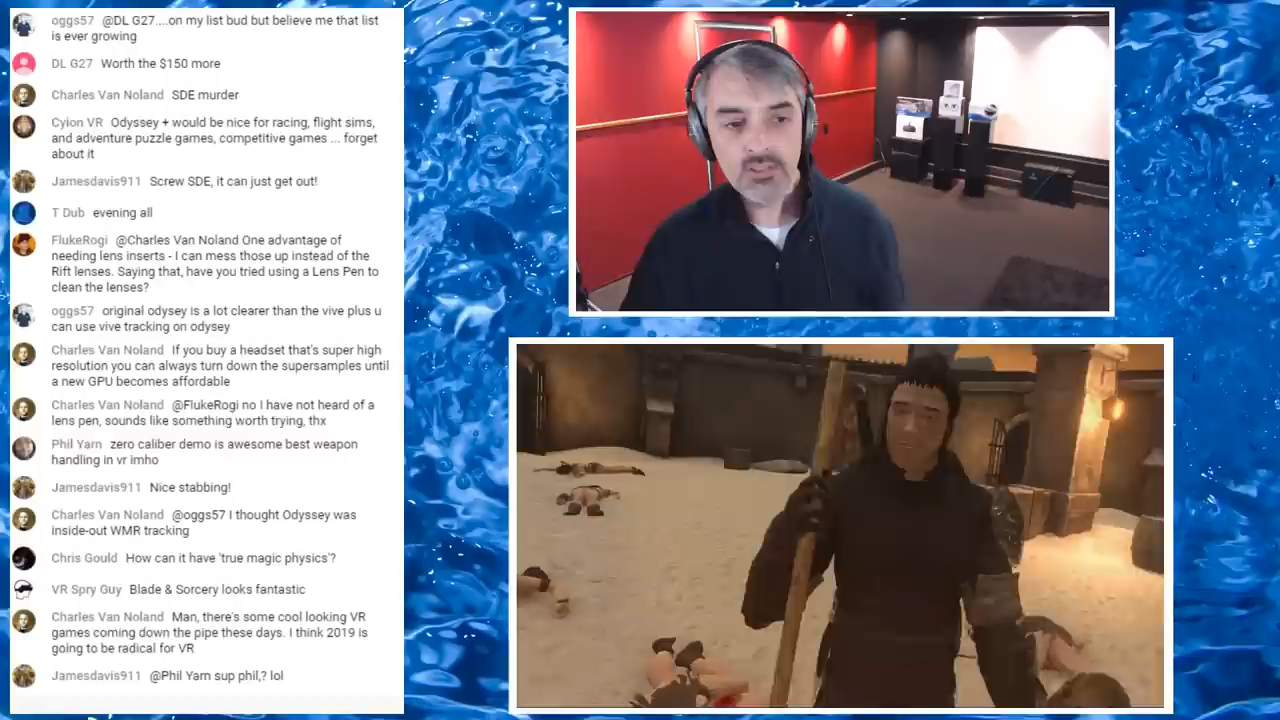 oggs57 @DL G27....on my list bud but believe me that list
is ever growing
DL G27 Worth the $150 more
Charles Van Noland SDE murder
Cyion VR Odyssey + would be nice for racing, flight sims,
and adventure puzzle games, competitive games ... forget
about it
Jamesdavis911 Screw SDE, it can just get out!
T Dub evening all
FlukeRogi @Charles Van Noland One advantage of
needing lens inserts - I can mess those up instead of the
Rift lenses. Saying that, have you tried using a Lens Pen to
clean the lenses?
oggs57 original odysey is a lot clearer than the vive plus u
can use vive tracking on odysey
Charles Van Noland If you buy a headset that's super high
resolution you can always turn down the supersamples until
a new GPU becomes affordable
Charles Van Noland @FlukeRogi no I have not heard of a
lens pen, sounds like something worth trying, thx
Phil Yarn zero caliber demo is awesome best weapon
handling in vr imho
Jamesdavis911 Nice stabbing!
Charles Van Noland @oggs57 I thought Odyssey was
inside-out WMR tracking
Chris Gould How can it have 'true magic physics'?
VR Spry Guy Blade & Sorcery looks fantastic
Charles Van Noland Man, there's some cool looking VR
games coming down the pipe these days. I think 2019 is
going to be radical for VR
Jamesdavis911 @Phil Yarn sup phil,? lol